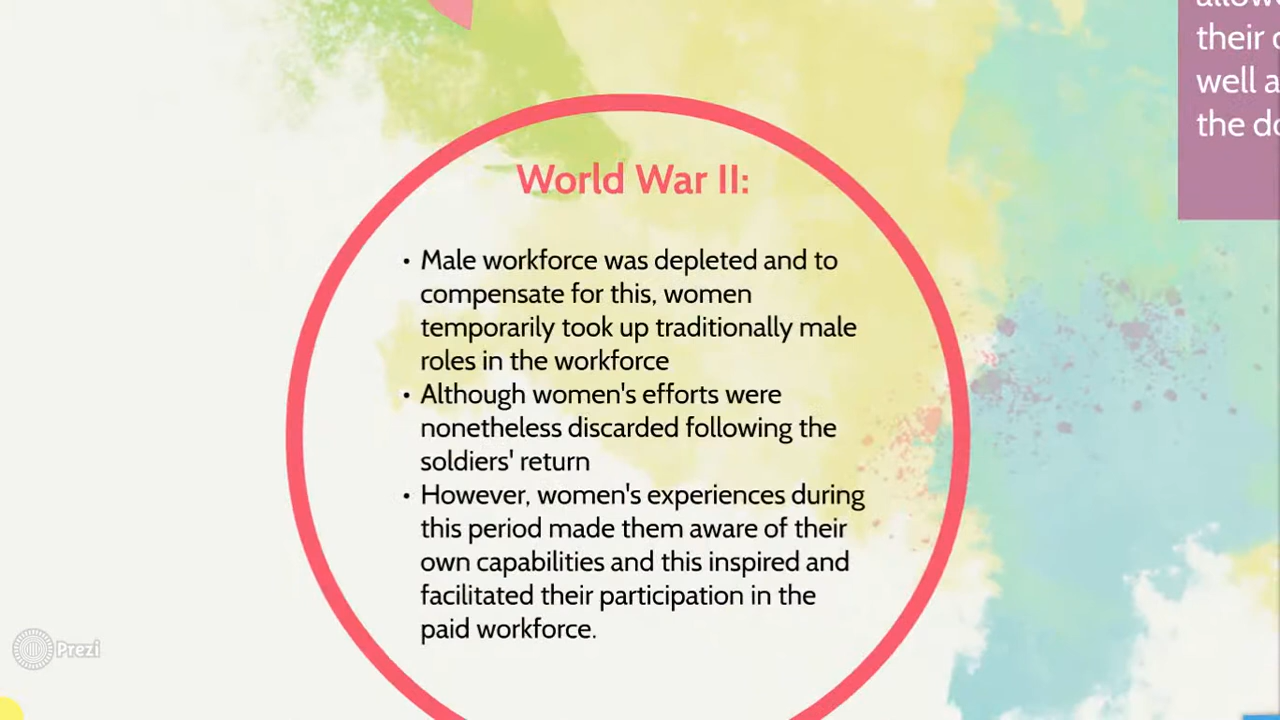 World War II:
• Male workforce was depleted and to
compensate for this, women
temporarily took up traditionally male
roles in the workforce
• Although women's efforts were
nonetheless discarded following the
soldiers' return
• However, women's experiences during
this period made them aware of their
own capabilities and this inspired and
facilitated their participation in the
paid workforce.
their
well
the
Prezi